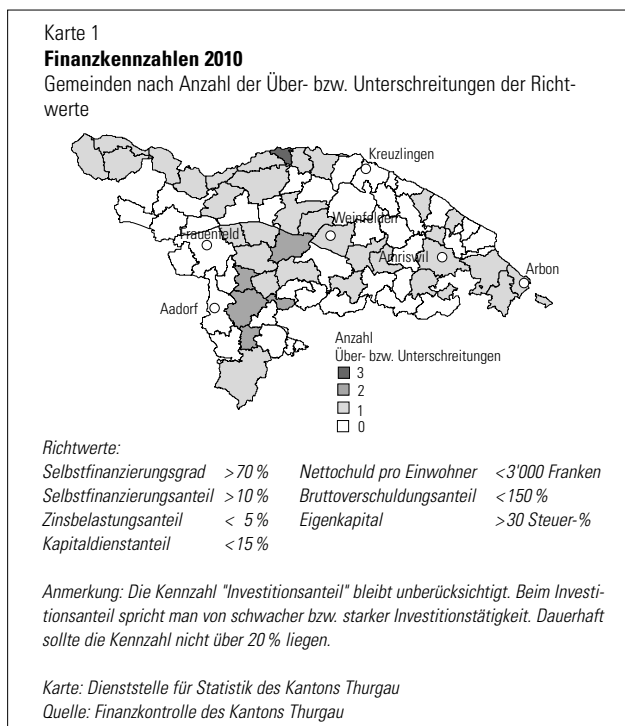 Karte 1
Finanzkennzahlen 2010
Gemeinden nach Anzahl der Über- bzw. Unterschreitungen der Richt-
werte
Kreuzlingen
Weinfelden
Frauenfeld
Amriswil
Arbon
Aadorf
Anzahl
Über- bzw. Unterschreitungen
3
2
1
0
Richtwerte:
Selbstfinanzierungsgrad >70 % Nettochuld pro Einwohner <3'000 Franken
Selbstfinanzierungsanteil >10 % Bruttoverschuldungsanteil <150 %
Zinsbelastungsanteil < 5 % Eigenkapital >30 Steuer-%
Kapitaldienstanteil <15 %
Anmerkung: Die Kennzahl "Investitionsanteil" bleibt unberücksichtigt. Beim Investi-
tionsanteil spricht man von schwacher bzw. starker Investitionstätigkeit. Dauerhaft
sollte die Kennzahl nicht über 20 % liegen.
Karte: Dienststelle für Statistik des Kantons Thurgau
Quelle: Finanzkontrolle des Kantons Thurgau